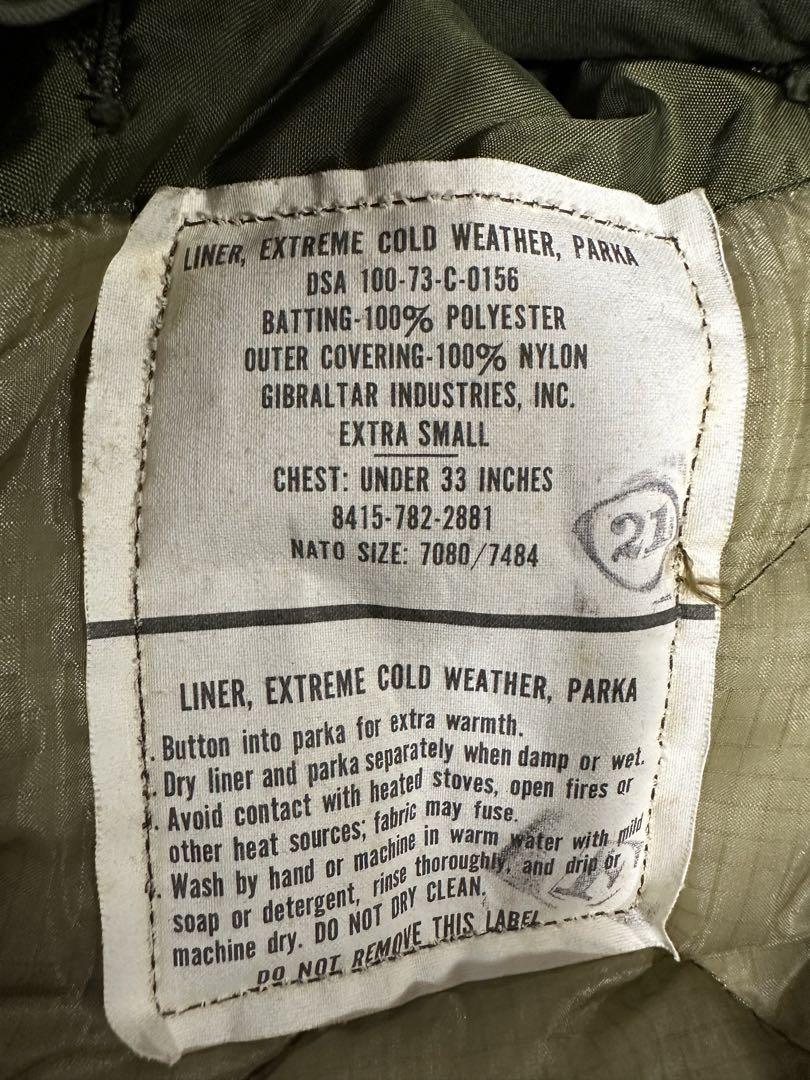 LINER, EXTREME COLD WEATHER, PARKA
DSA 100-73-C-0156
BATTING-100% POLYESTER
OUTER COVERING-100% NYLON
GIBRALTAR INDUSTRIES, INC.
EXTRA SMALL
CHEST: UNDER 33 INCHES
8415-782-2881
NATO SIZE: 7080/7484
21
LINER, EXTREME COLD WEATHER, PARKA
. Button into parka for extra warmth.
. Dry liner and parka separately when damp or wet.
. Avoid contact with heated stoves, open fires or
other heat sources; fabric may fuse.
. Wash by hand or machine in warm water with mild
soap or detergent, rinse thoroughly, and drip or
machine dry. DO NOT DRY CLEAN.
DO NOT REMOVE THIS LABEL